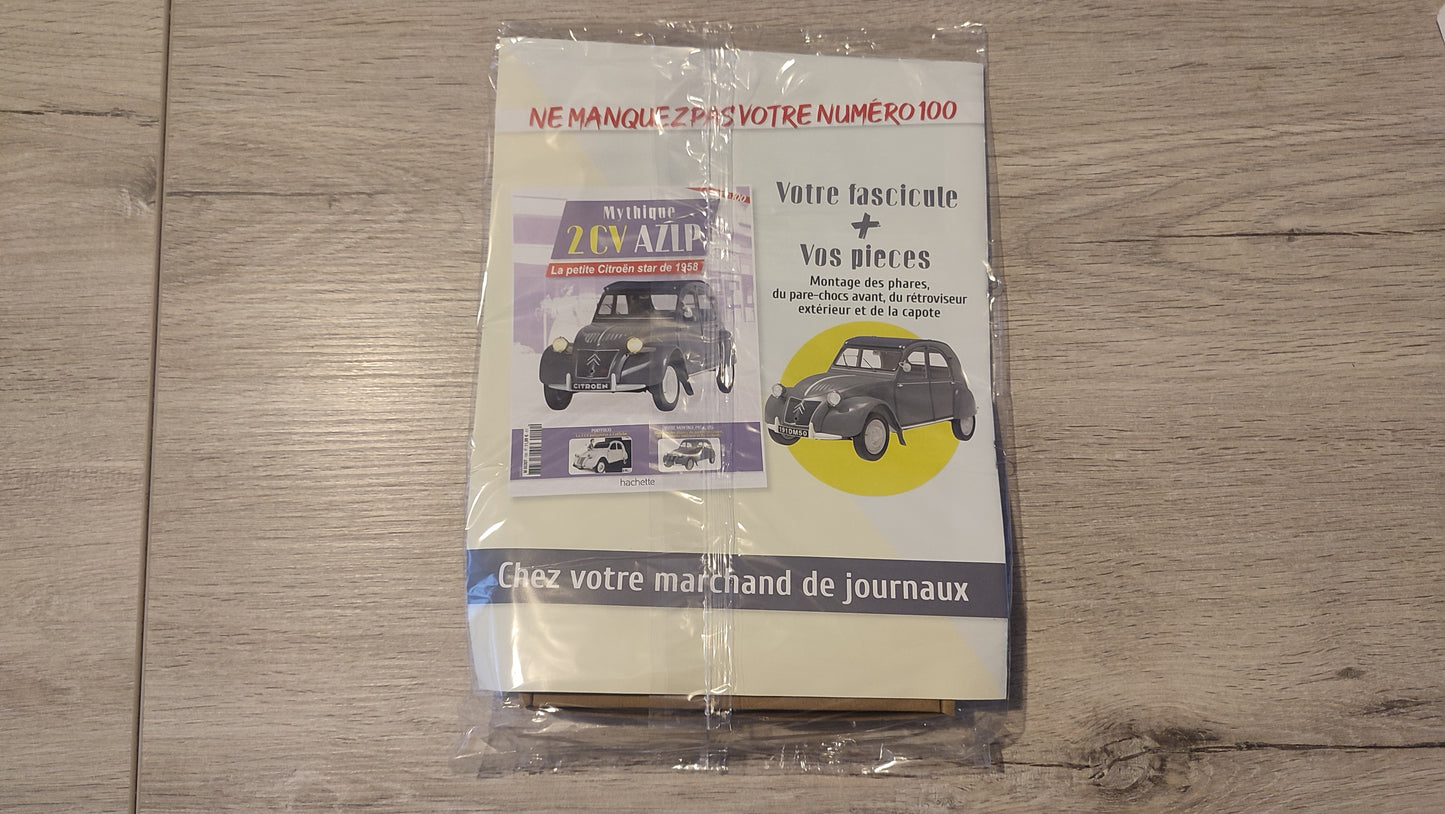 NE MANQUEZ PAS VOTRE NUMÉRO 100
100
Mythique
2CV AZLP
La petite Citroën star de 1958
CITROËN
hachette
Votre fascicule
+
Vos pieces
Montage des phares,
du pare-chocs avant, du rétroviseur
extérieur et de la capote
191DM50
Chez votre marchand de journaux